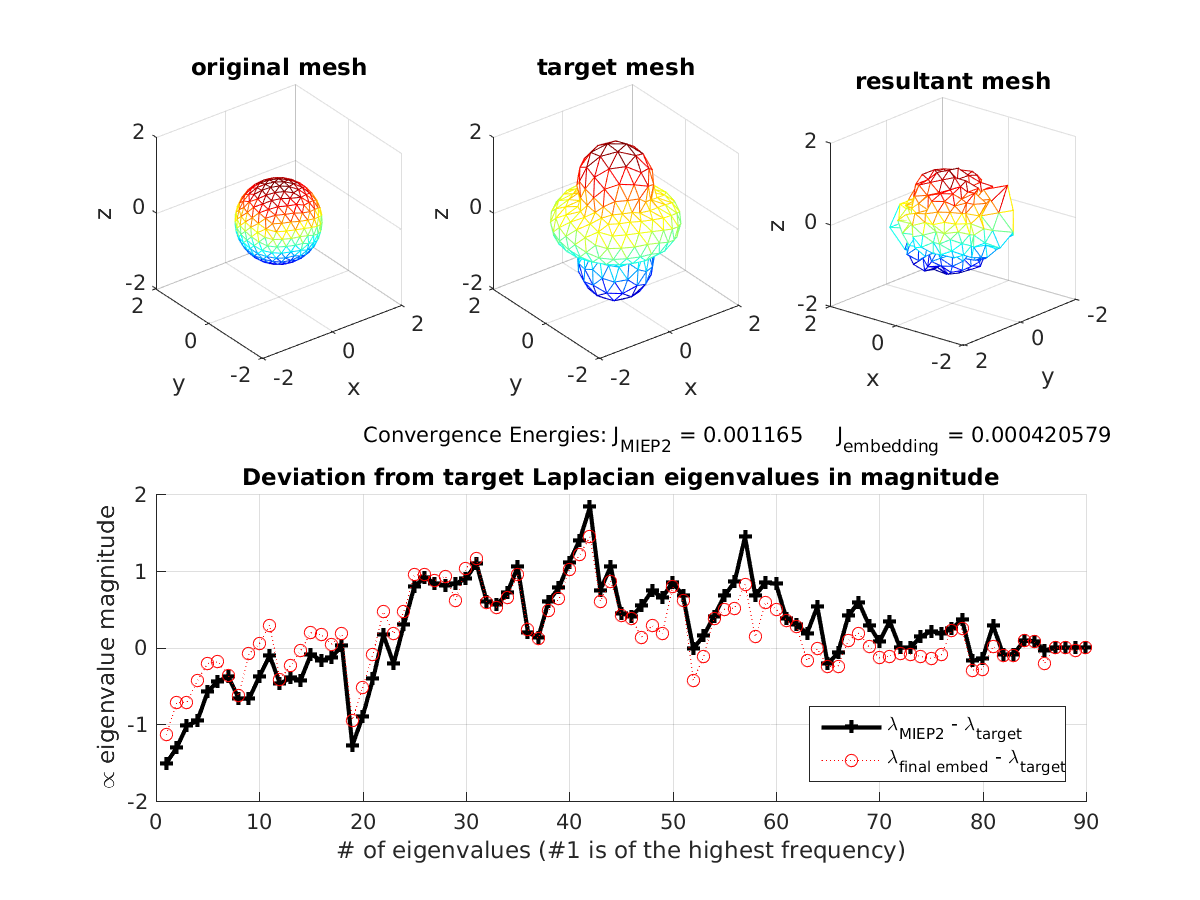 original mesh
target mesh
resultant mesh
2
0
-2
z
2
0
-2
y
-2
0
2
x
2
0
-2
z
2
0
-2
y
-2
0
2
x
2
0
-2
z
2
0
-2
x
2
0
-2
y
Convergence Energies: J_MIEP2 = 0.001165 J_embedding = 0.000420579
Deviation from target Laplacian eigenvalues in magnitude
∝ eigenvalue magnitude
2
1
0
-1
-2
λ_MIEP2 - λ_target
λ_final embed - λ_target
0 10 20 30 40 50 60 70 80 90
# of eigenvalues (#1 is of the highest frequency)